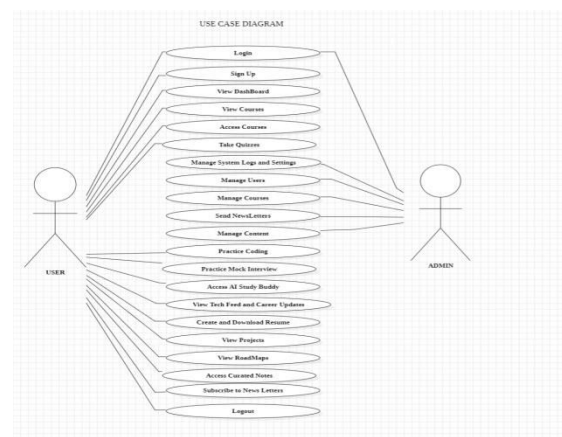 USE CASE DIAGRAM
Login
Sign Up
View DashBoard
View Courses
Access Courses
Take Quizzes
Manage System Logs and Settings
Manage Users
Manage Courses
Send NewsLetters
Manage Content
Practice Coding
Practice Mock Interview
Access AI Study Buddy
View Tech Feed and Career Updates
Create and Download Resume
View Projects
View RoadMaps
Access Curated Notes
Subscribe to News Letters
Logout
USER
ADMIN